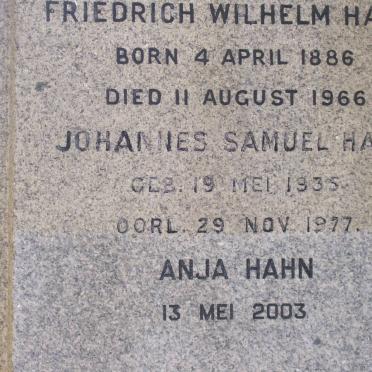 FRIEDRICH WILHELM HA
BORN 4 APRIL 1886
DIED 11 AUGUST 1966
JOHANNES SAMUEL HA
GEB. 19 MEI 1935
OORL. 29 NOV 1977.
ANJA HAHN
13 MEI 2003